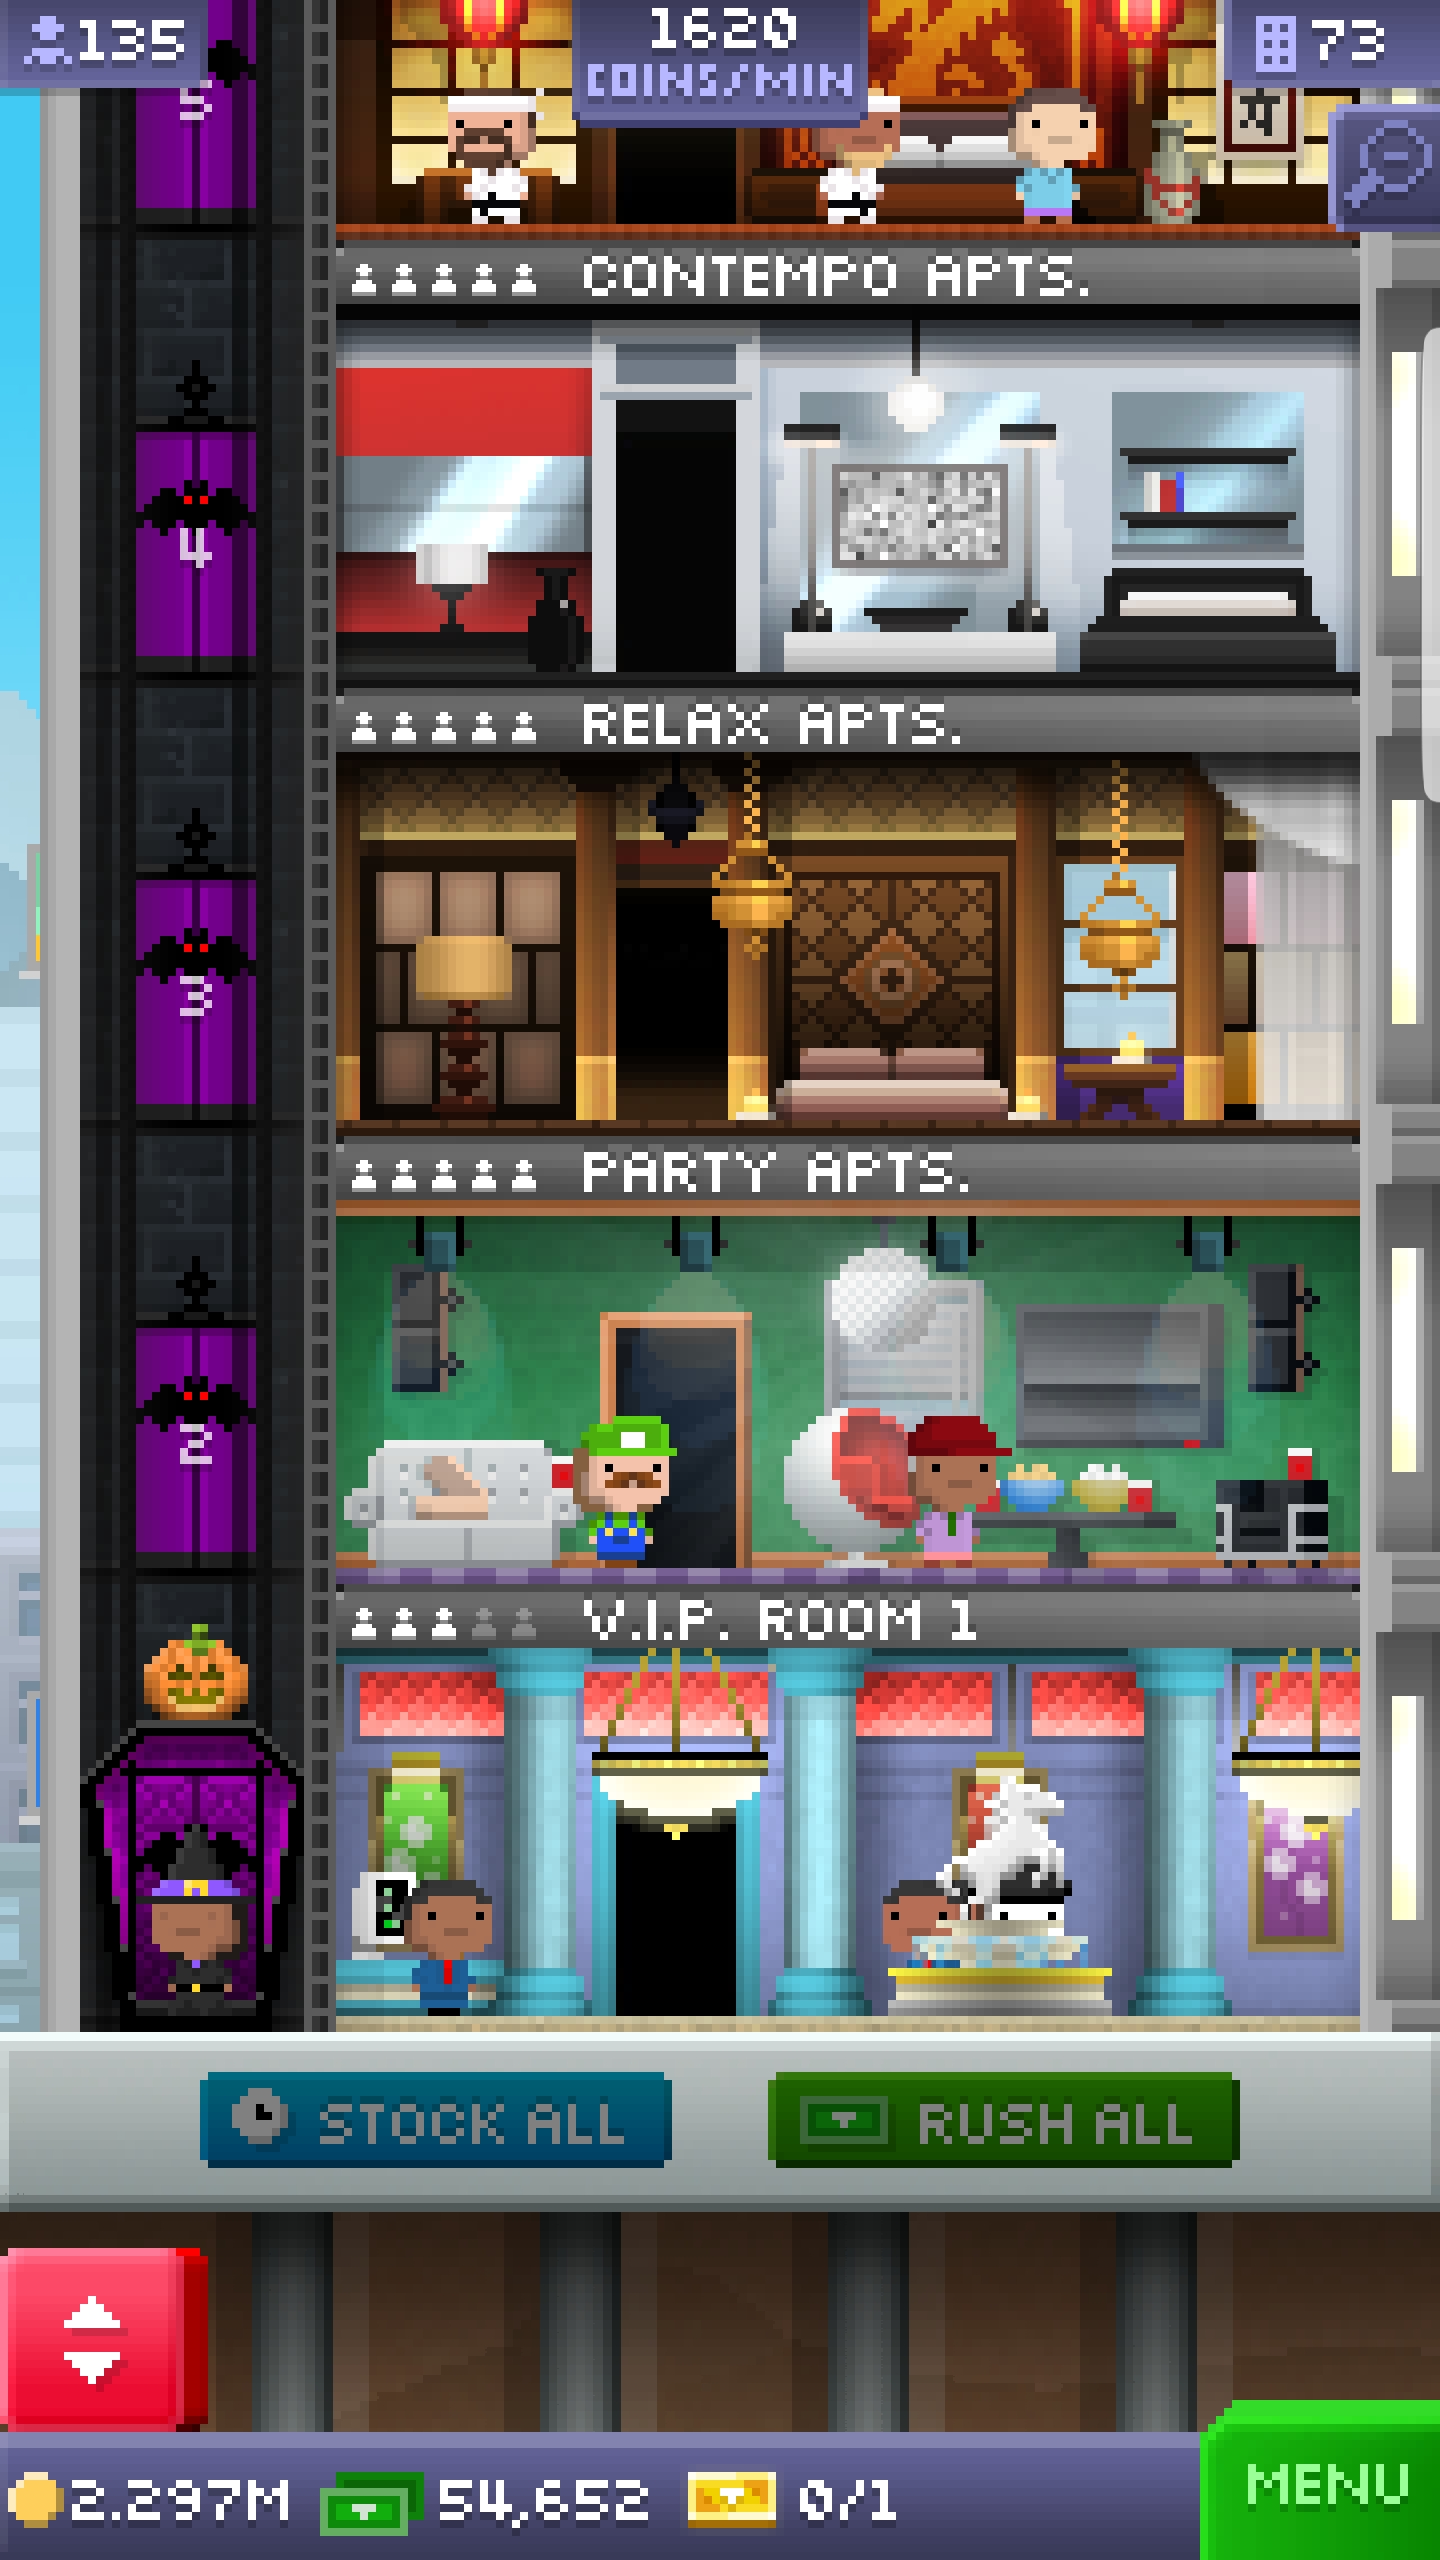 135
1620
COINS/MIN
73
5
CONTEMPO APTS.
4
RELAX APTS.
3
PARTY APTS.
2
V.I.P. ROOM 1
STOCK ALL
RUSH ALL
2.297M
54,652
0/1
MENU